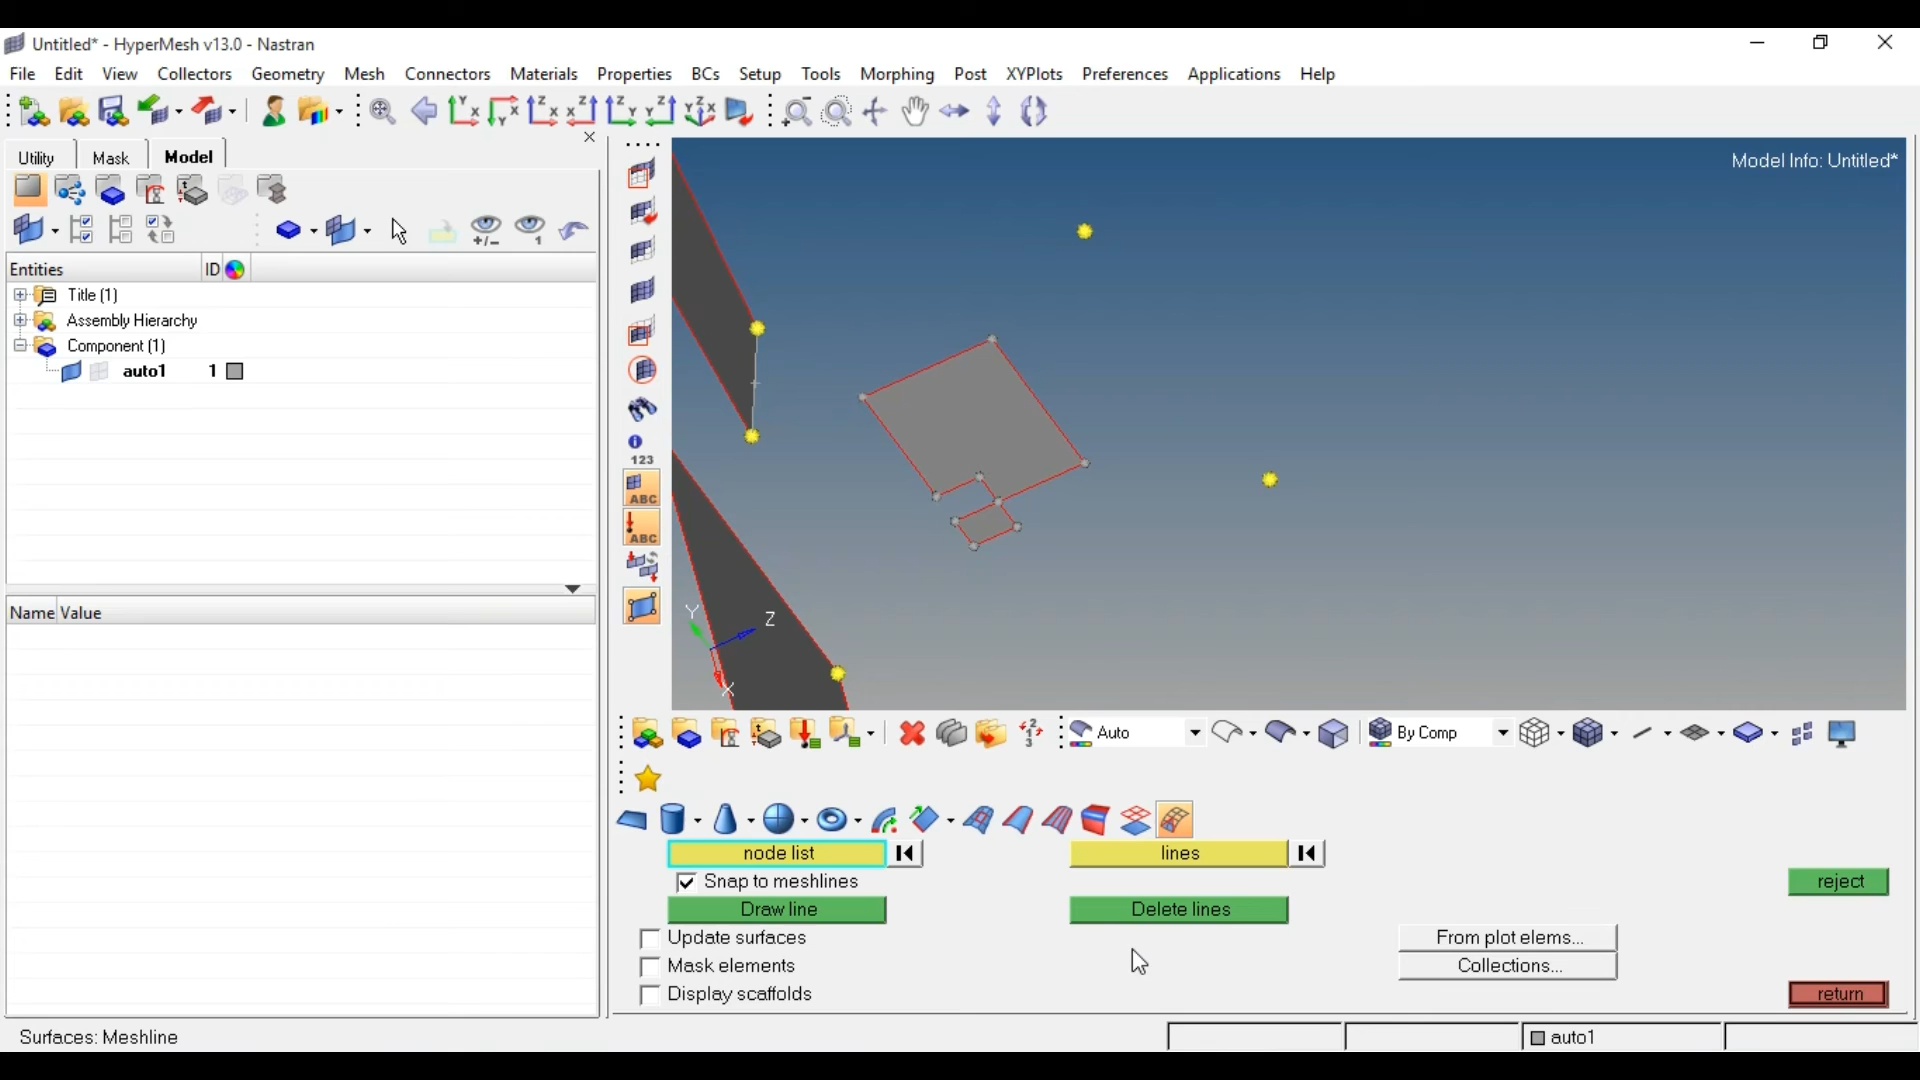 Untitled* - HyperMesh v13.0 - Nastran
File Edit View Collectors Geometry Mesh Connectors Materials Properties BCs Setup Tools Morphing Post XYPlots Preferences Applications Help
Utility Mask Model
Entities ID
Title (1)
Assembly Hierarchy
Component (1)
auto1 1
Name Value
123
ABC
ABC
Model Info: Untitled*
Y Z X
Auto By Comp
node list lines
Snap to meshlines
reject
Draw line Delete lines
Update surfaces From plot elems...
Mask elements Collections...
Display scaffolds return
Surfaces: Meshline auto1